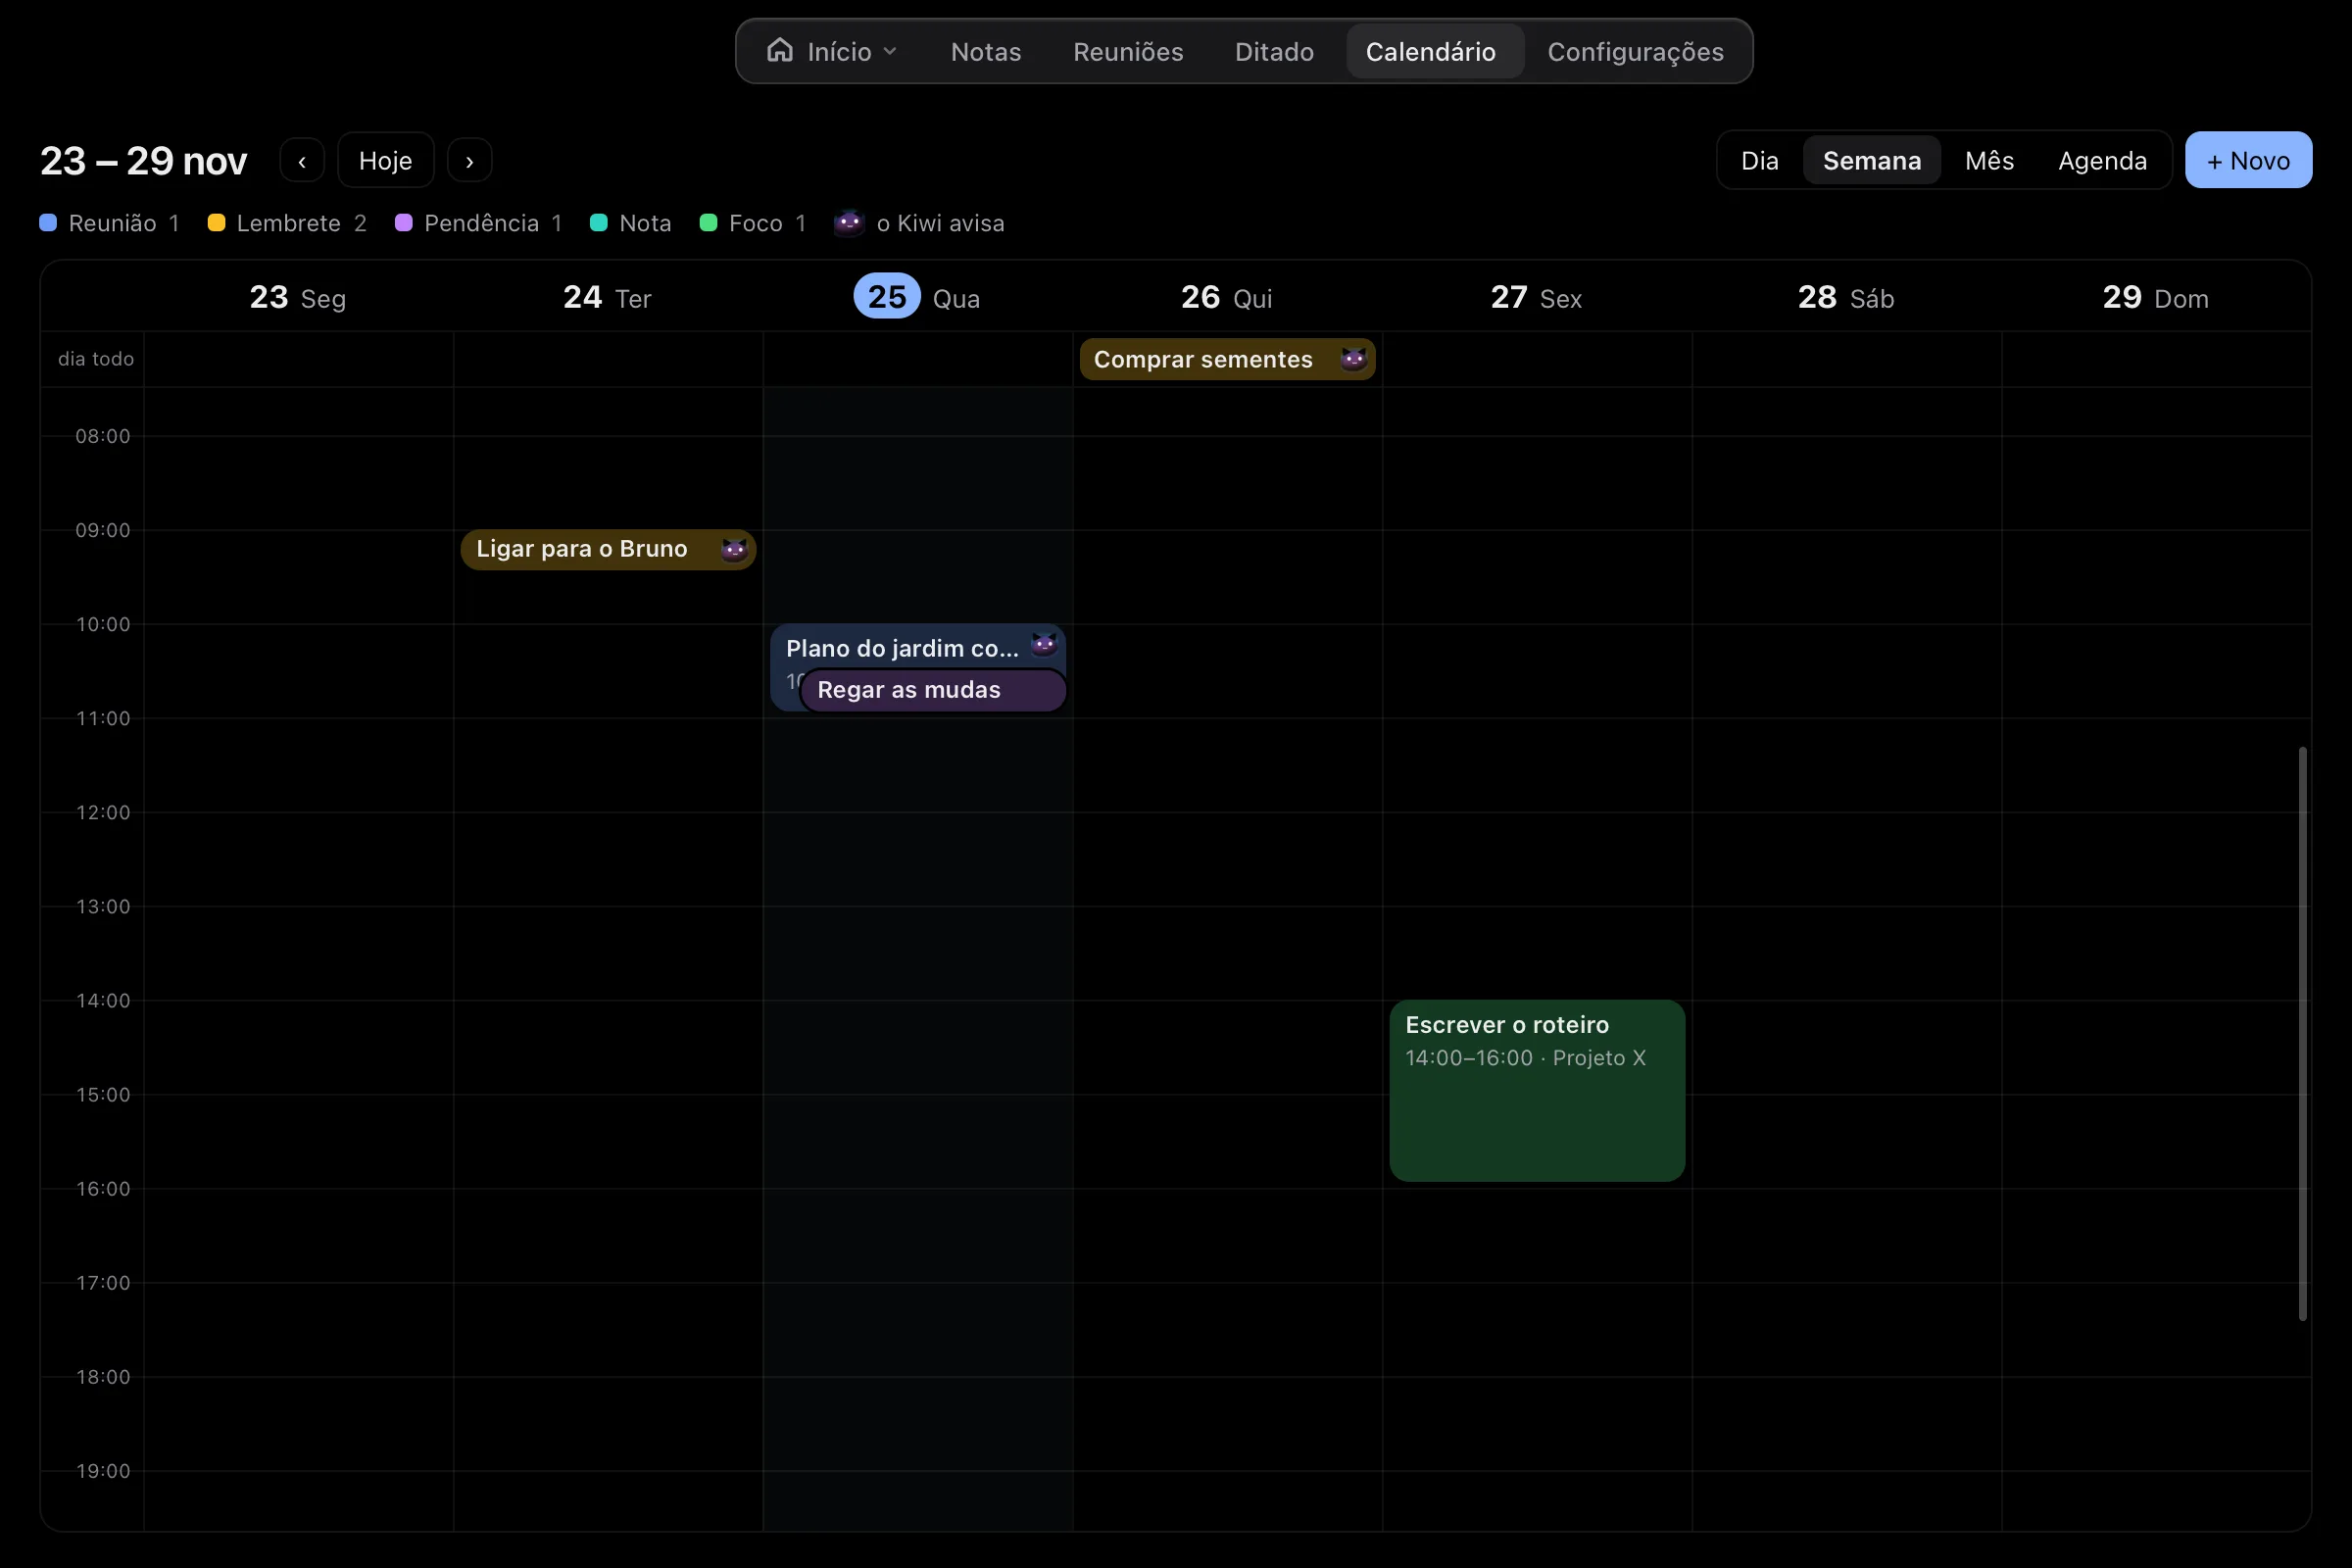 Início Notas Reuniões Ditado Calendário Configurações
23 – 29 nov ‹ Hoje › Dia Semana Mês Agenda + Novo
Reunião 1 Lembrete 2 Pendência 1 Nota Foco 1 o Kiwi avisa
23 Seg 24 Ter 25 Qua 26 Qui 27 Sex 28 Sáb 29 Dom
dia todo Comprar sementes
08:00
09:00
Ligar para o Bruno
10:00
Plano do jardim co...
Regar as mudas
11:00
12:00
13:00
14:00
Escrever o roteiro
14:00–16:00 · Projeto X
15:00
16:00
17:00
18:00
19:00